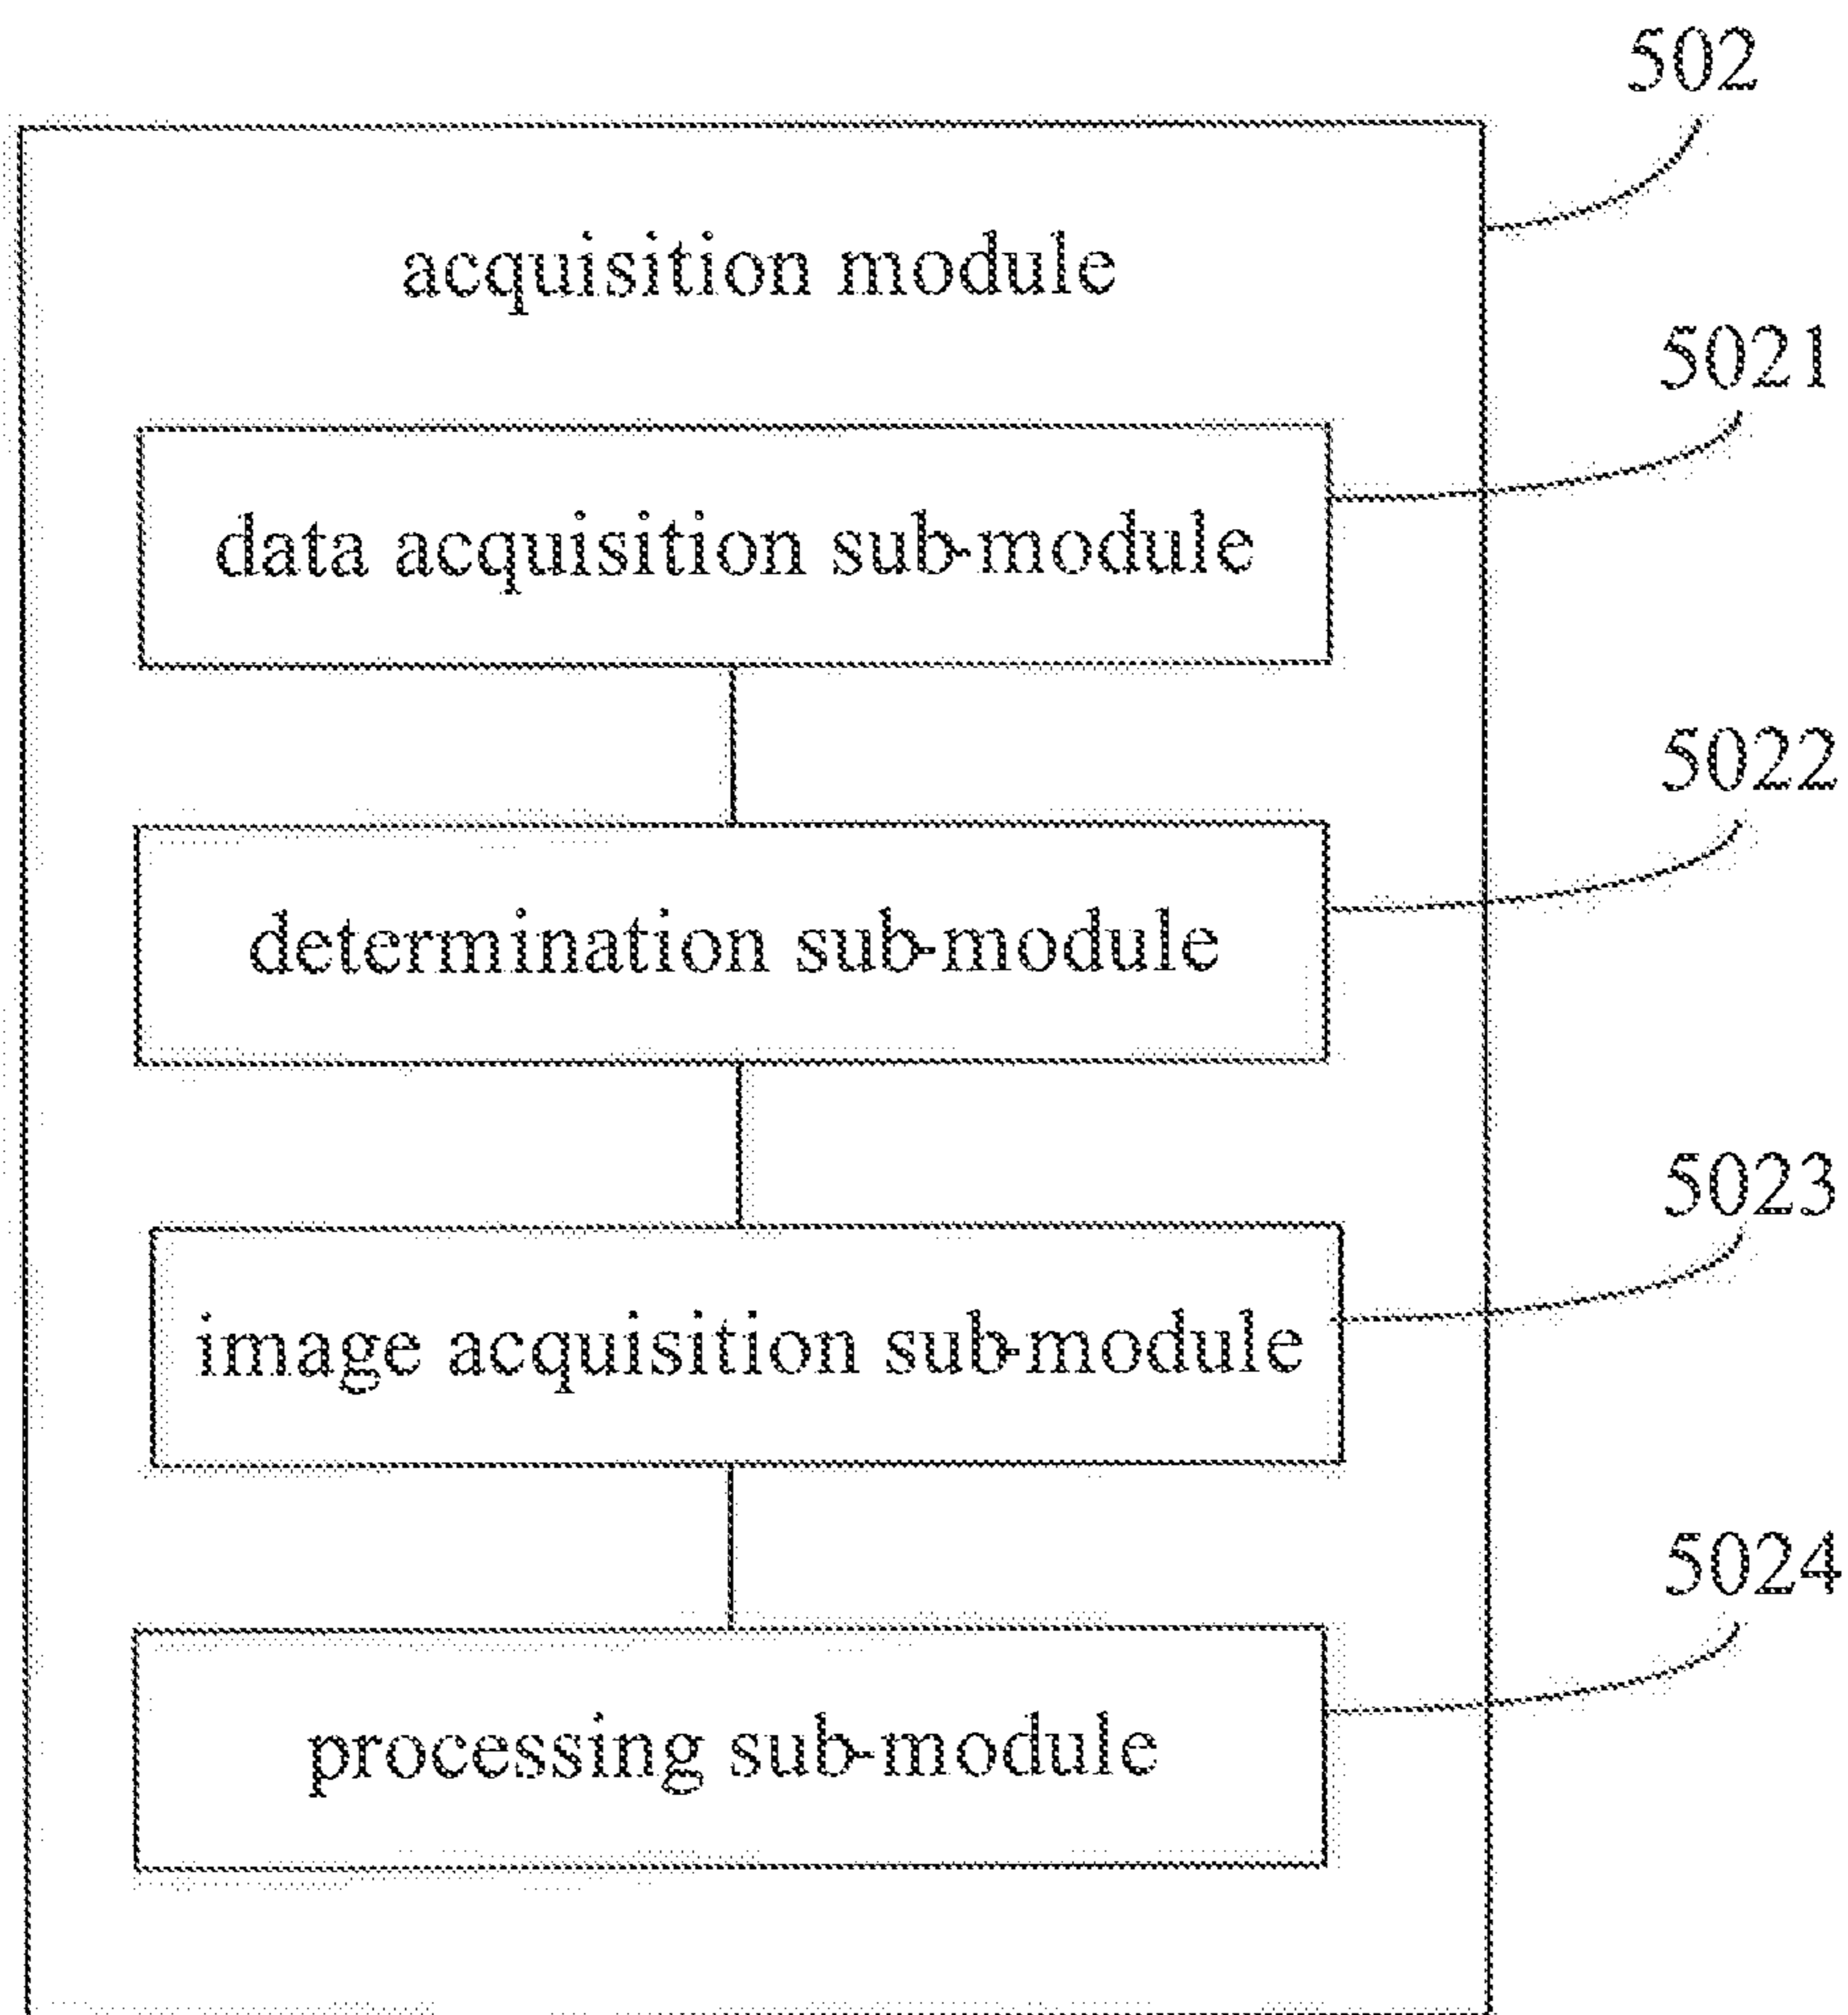 502
acquisition module
5021
data acquisition sub-module
5022
determination sub-module
5023
image acquisition sub-module
5024
processing sub-module